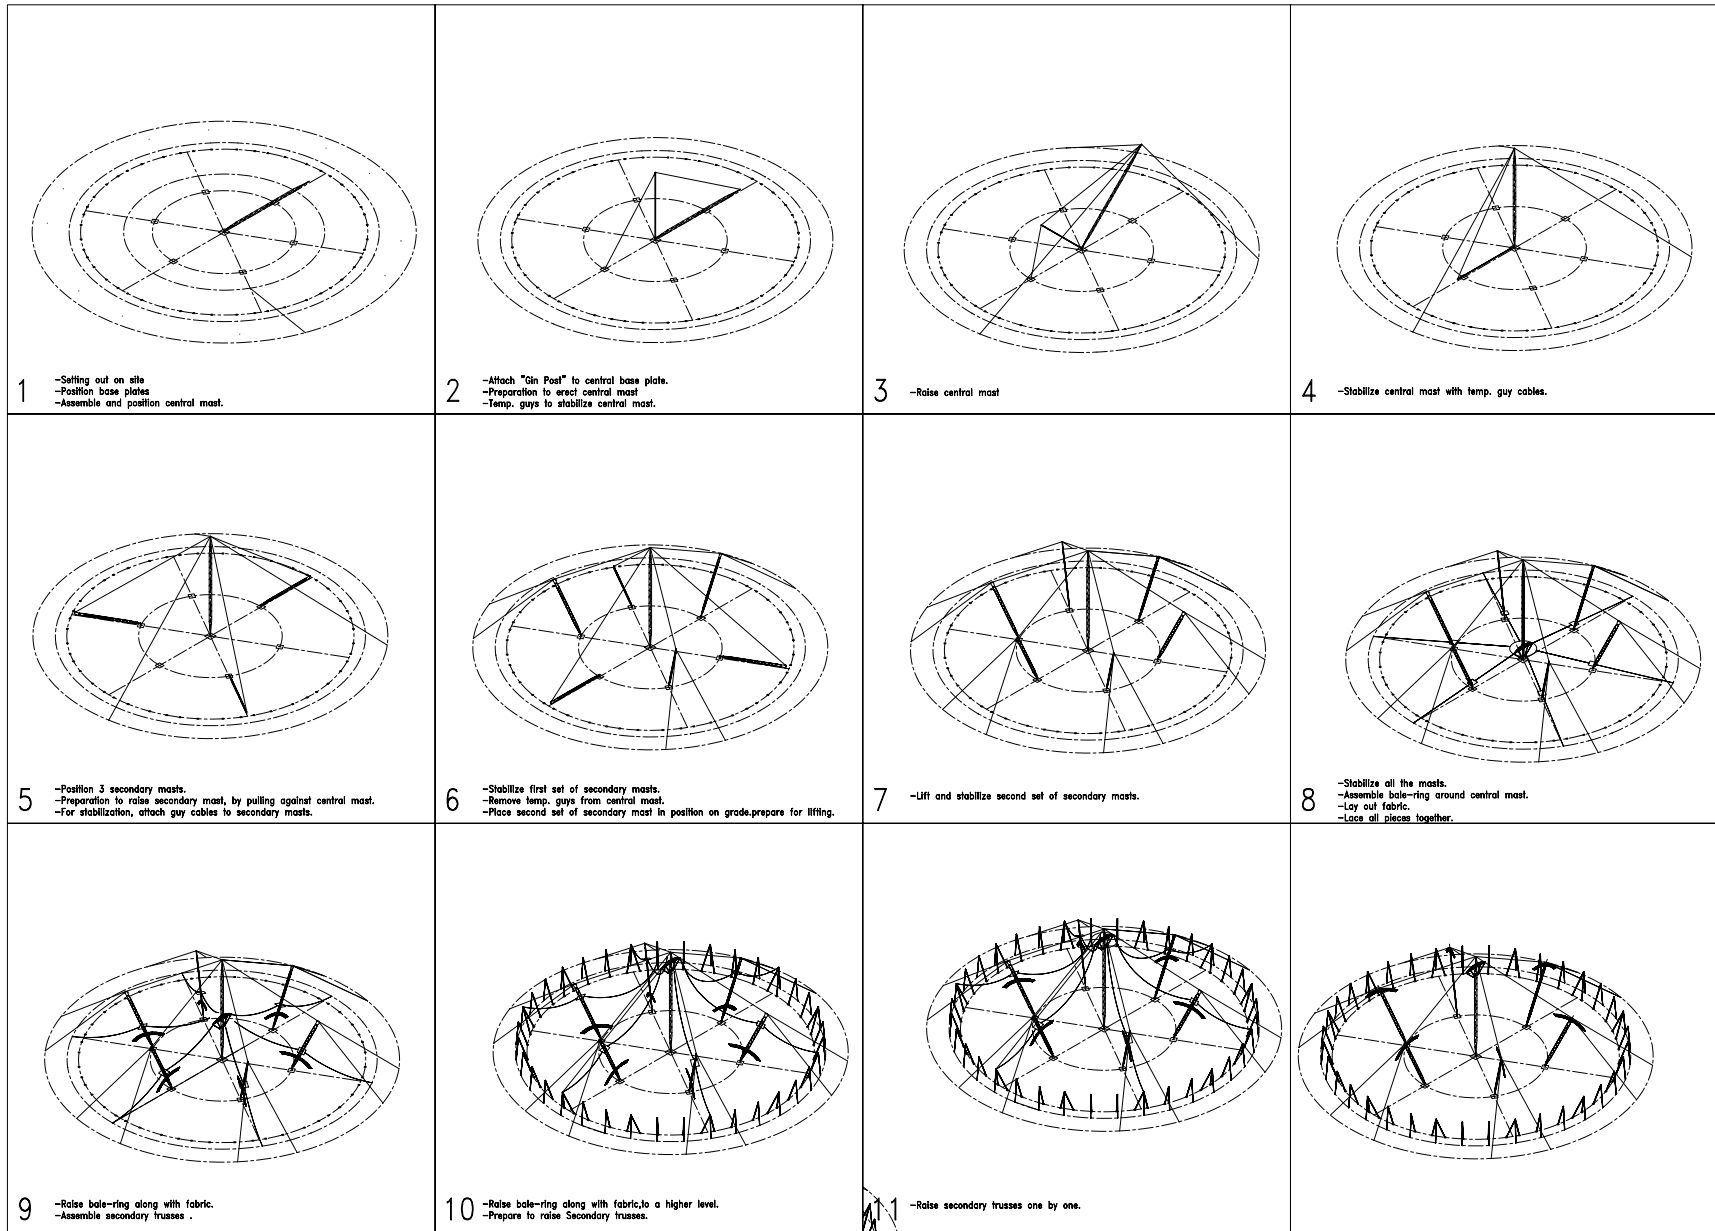 1
-Setting out on site
-Position base plates
-Assemble and position central mast.
2
-Attach "Gin Post" to central base plate.
-Preparation to erect central mast
-Temp. guys to stabilize central mast.
3
-Raise central mast
4
-Stabilize central mast with temp. guy cables.
5
-Position 3 secondary masts.
-Preparation to raise secondary mast, by pulling against central mast.
-For stabilization, attach guy cables to secondary masts.
6
-Stabilize first set of secondary masts.
-Remove temp. guys from central mast.
-Place second set of secondary mast in position on grade.prepare for lifting.
7
-Lift and stabilize second set of secondary masts.
8
-Stabilize all the masts.
-Assemble bale-ring around central mast.
-Lay out fabric.
-Lace all pieces together.
9
-Raise bale-ring along with fabric.
-Assemble secondary trusses .
10
-Raise bale-ring along with fabric,to a higher level.
-Prepare to raise Secondary trusses.
11
-Raise secondary trusses one by one.